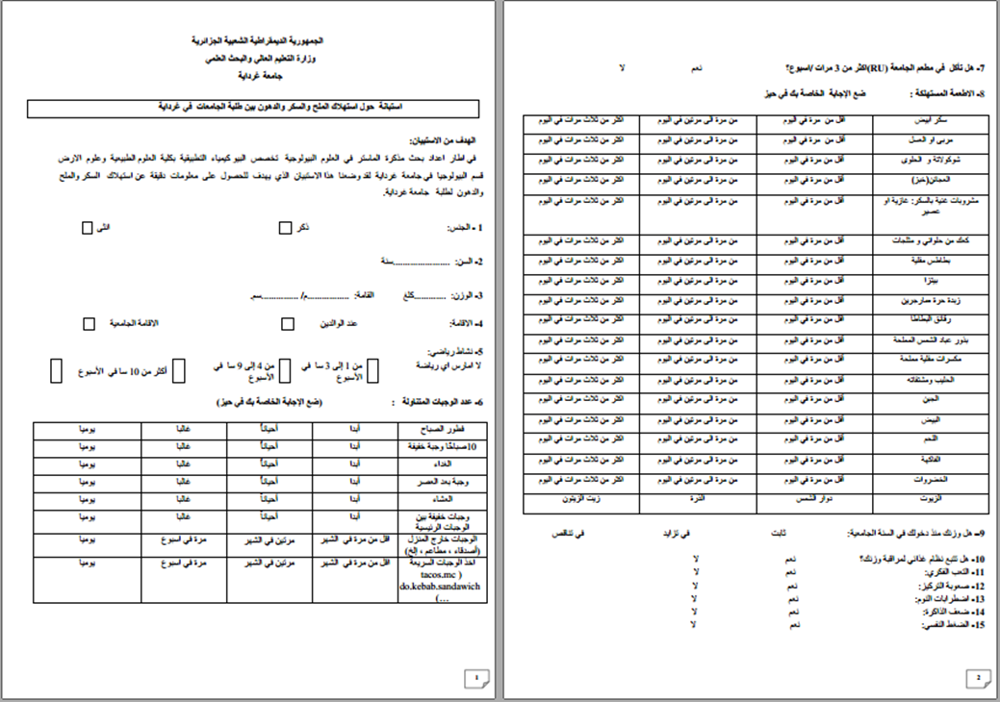 الجمهورية الديمقراطية الشعبية الجزائرية
وزارة التعليم العالي والبحث العلمي
جامعة غرداية
استبانة حول استهلاك الملح والسكر والدهون بين طلبة الجامعات في غرداية
الهدف من الاستبيان:
في اطار اعداد بحث مذكرة الماستر في العلوم البيولوجية تخصص البيو كيمياء التطبيقية بكلية العلوم الطبيعية وعلوم الارض
قسم البيولوجيا في جامعة غرداية لقد وضعنا هذا الاستبيان الذي يهدف للحصول على معلومات دقيقة عن استهلاك السكر والملح
والدهون لطلبة جامعة غرداية.
1 - الجنس: ذكر انثى
2- السن: ......................سنة
3- الوزن: .............كلغ القامة: .................م/ ...............سم.
4- الاقامة: عند الوالدين الاقامة الجامعية
5- نشاط رياضي:
لا امارس اي رياضة من 1 إلى 3 سا في الأسبوع من 4 إلى 9 سا في الأسبوع أكثر من 10 سا في الأسبوع
6- عدد الوجبات المتناولة : (ضع الإجابة الخاصة بك في حيز)
فطور الصباح أبدا أحياناً غالبا يوميا
10صباحًا وجبة خفيفة أبدا أحياناً غالبا يوميا
الغداء أبدا أحياناً غالبا يوميا
وجبة بعد العصر أبدا أحياناً غالبا يوميا
العشاء أبدا أحياناً غالبا يوميا
وجبات خفيفة بين الوجبات الرئيسية أبدا أحياناً غالبا يوميا
الوجبات خارج المنزل (أصدقاء ، مطاعم ، إلخ) اقل من مرة في الشهر مرتين في الشهر مرة في اسبوع يوميا
اخذ الوجبات السريعة اقل من مرة في الشهر مرتين في الشهر مرة في اسبوع يوميا
tacos.mc )
do.kebab.sandawich
(...
1
7- هل تأكل في مطعم الجامعة (RU)اكثر من 3 مرات /اسبوع؟ نعم لا
8- الاطعمة المستهلكة : ضع الإجابة الخاصة بك في حيز
سكر ابيض أقل من مرة في اليوم من مرة الى مرتين في اليوم اكثر من ثلاث مرات في اليوم
مربى او العسل أقل من مرة في اليوم من مرة الى مرتين في اليوم اكثر من ثلاث مرات في اليوم
شوكولاتة و الحلوى أقل من مرة في اليوم من مرة الى مرتين في اليوم اكثر من ثلاث مرات في اليوم
العجائن(خبز) أقل من مرة في اليوم من مرة الى مرتين في اليوم اكثر من ثلاث مرات في اليوم
مشروبات غنية بالسكر: غازية او عصير أقل من مرة في اليوم من مرة الى مرتين في اليوم اكثر من ثلاث مرات في اليوم
كعك من حلواني و مثلجات أقل من مرة في اليوم من مرة الى مرتين في اليوم اكثر من ثلاث مرات في اليوم
بطاطس مقلية أقل من مرة في اليوم من مرة الى مرتين في اليوم اكثر من ثلاث مرات في اليوم
بيتزا أقل من مرة في اليوم من مرة الى مرتين في اليوم اكثر من ثلاث مرات في اليوم
زبدة حرة مارجرين أقل من مرة في اليوم من مرة الى مرتين في اليوم اكثر من ثلاث مرات في اليوم
رقائق البطاطا أقل من مرة في اليوم من مرة الى مرتين في اليوم اكثر من ثلاث مرات في اليوم
بذور عباد الشمس المملحة أقل من مرة في اليوم من مرة الى مرتين في اليوم اكثر من ثلاث مرات في اليوم
مكسرات مقلية مملحة أقل من مرة في اليوم من مرة الى مرتين في اليوم اكثر من ثلاث مرات في اليوم
الحليب ومشتقاته أقل من مرة في اليوم من مرة الى مرتين في اليوم اكثر من ثلاث مرات في اليوم
الجبن أقل من مرة في اليوم من مرة الى مرتين في اليوم اكثر من ثلاث مرات في اليوم
البيض أقل من مرة في اليوم من مرة الى مرتين في اليوم اكثر من ثلاث مرات في اليوم
اللحم أقل من مرة في اليوم من مرة الى مرتين في اليوم اكثر من ثلاث مرات في اليوم
الفاكهة أقل من مرة في اليوم من مرة الى مرتين في اليوم اكثر من ثلاث مرات في اليوم
الخضروات أقل من مرة في اليوم من مرة الى مرتين في اليوم اكثر من ثلاث مرات في اليوم
الزيوت دوار الشمس الذرة زيت الزيتون
9- هل وزنك منذ دخولك في السنة الجامعية: ثابت في تزايد في تناقص
10- هل تتبع نظام غذائي لمراقبة وزنك؟ نعم لا
11- التعب الفكري: نعم لا
12- صعوبة التركيز: نعم لا
13- اضطرابات النوم: نعم لا
14- ضعف الذاكرة: نعم لا
15- الضغط النفسي: نعم لا
2